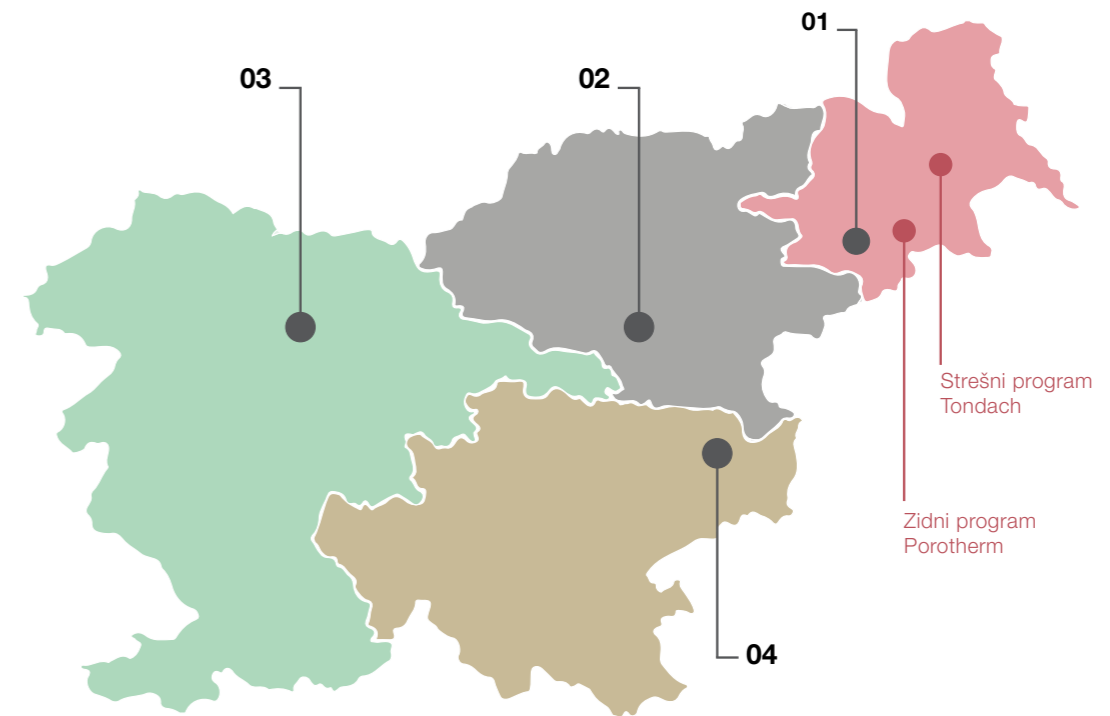 01
03
02
Strešni program
Tondach
Zidni program
Porotherm
04